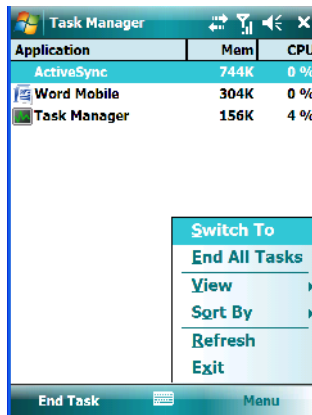 Task Manager
Application Mem CPU
ActiveSync 744K 0 %
Word Mobile 304K 0 %
Task Manager 156K 4 %
Switch To
End All Tasks
View
Sort By
Refresh
Exit
End Task Menu